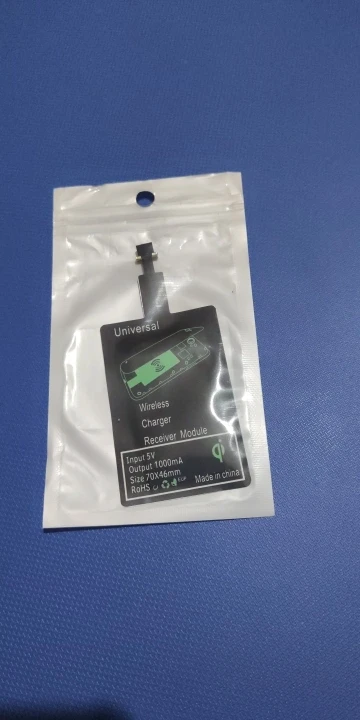 Universal
Wireless
Charger
Receiver Module
Input 5V
Output 1000mA
Size 70X46mm
RoHS
Made in china